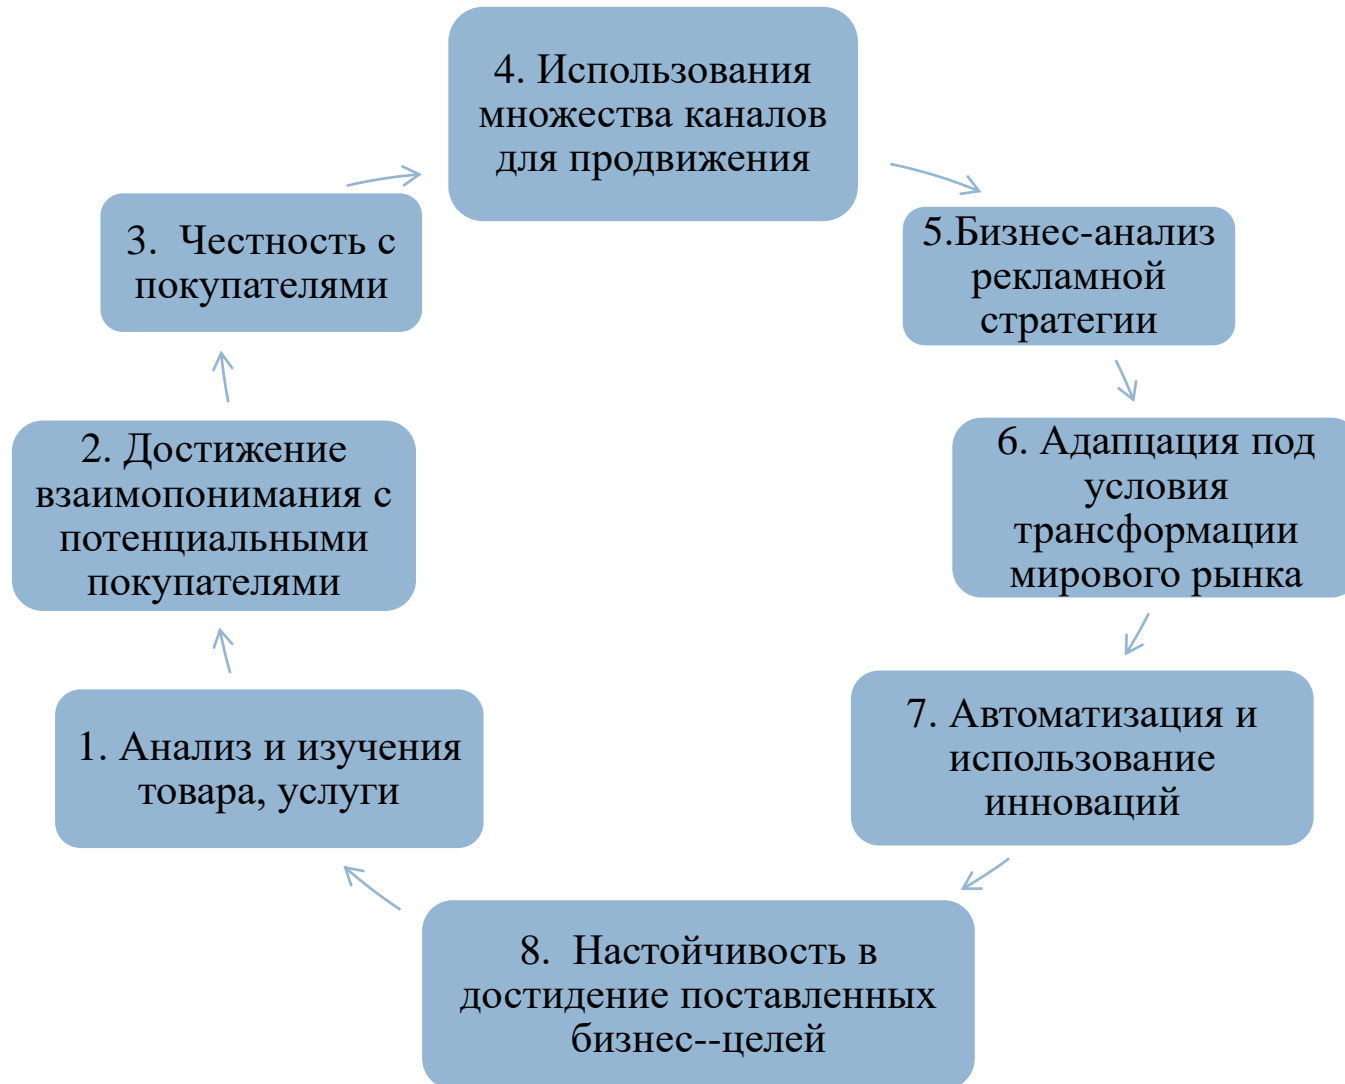 4. Использования
множества каналов
для продвижения
3.  Честность с
покупателями
5.Бизнес-анализ
рекламной
стратегии
2. Достижение
взаимопонимания с
потенциальными
покупателями
6. Адапцация под
условия
трансформации
мирового рынка
1. Анализ и изучения
товара, услуги
7. Автоматизация и
использование
инноваций
8.  Настойчивость в
достидение поставленных
бизнес--целей